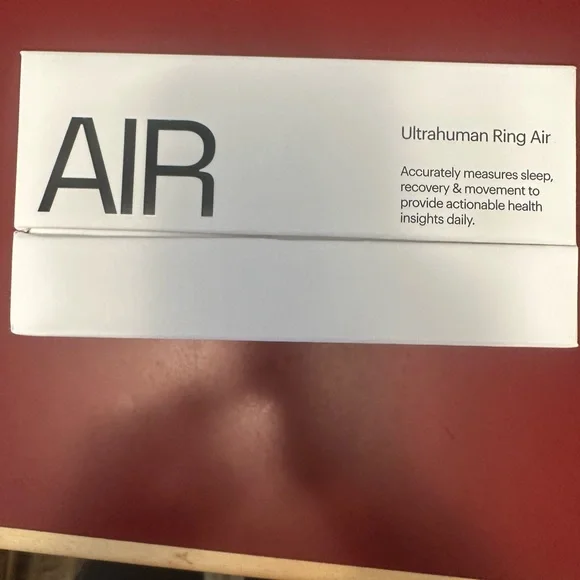 AIR
Ultrahuman Ring Air
Accurately measures sleep,
recovery & movement to
provide actionable health
insights daily.